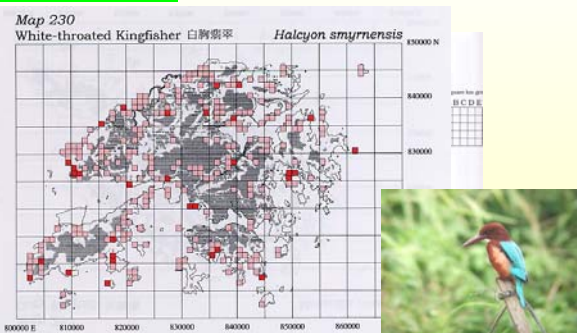 Map 230
White-throated Kingfisher 白胸翡翠 Halcyon smyrnensis
850000 N
840000
B C D E
830000
800000 E 810000 820000 830000 840000 850000 860000